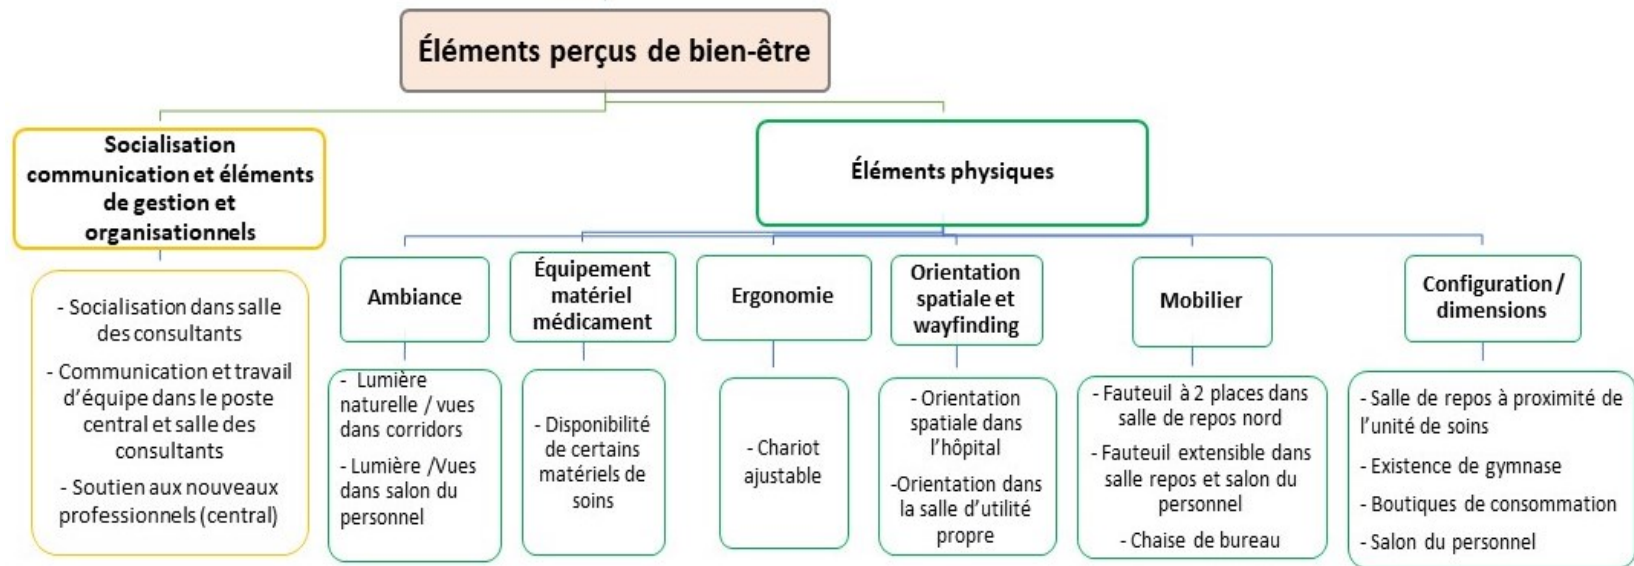 Éléments perçus de bien-être
Socialisation
communication et éléments
de gestion et
organisationnels
- Socialisation dans salle
des consultants
- Communication et travail
d'équipe dans le poste
central et salle des
consultants
- Soutien aux nouveaux
professionnels (central)
Éléments physiques
Ambiance
- Lumière
naturelle / vues
dans corridors
- Lumière /Vues
dans salon du
personnel
Équipement
matériel
médicament
- Disponibilité
de certains
matériels de
soins
Ergonomie
- Chariot
ajustable
Orientation
spatiale et
wayfinding
- Orientation
spatiale dans
l'hôpital
-Orientation dans
la salle d'utilité
propre
Mobilier
- Fauteuil à 2 places dans
salle de repos nord
- Fauteuil extensible dans
salle repos et salon du
personnel
- Chaise de bureau
Configuration /
dimensions
- Salle de repos à proximité de
l'unité de soins
- Existence de gymnase
- Boutiques de consommation
- Salon du personnel